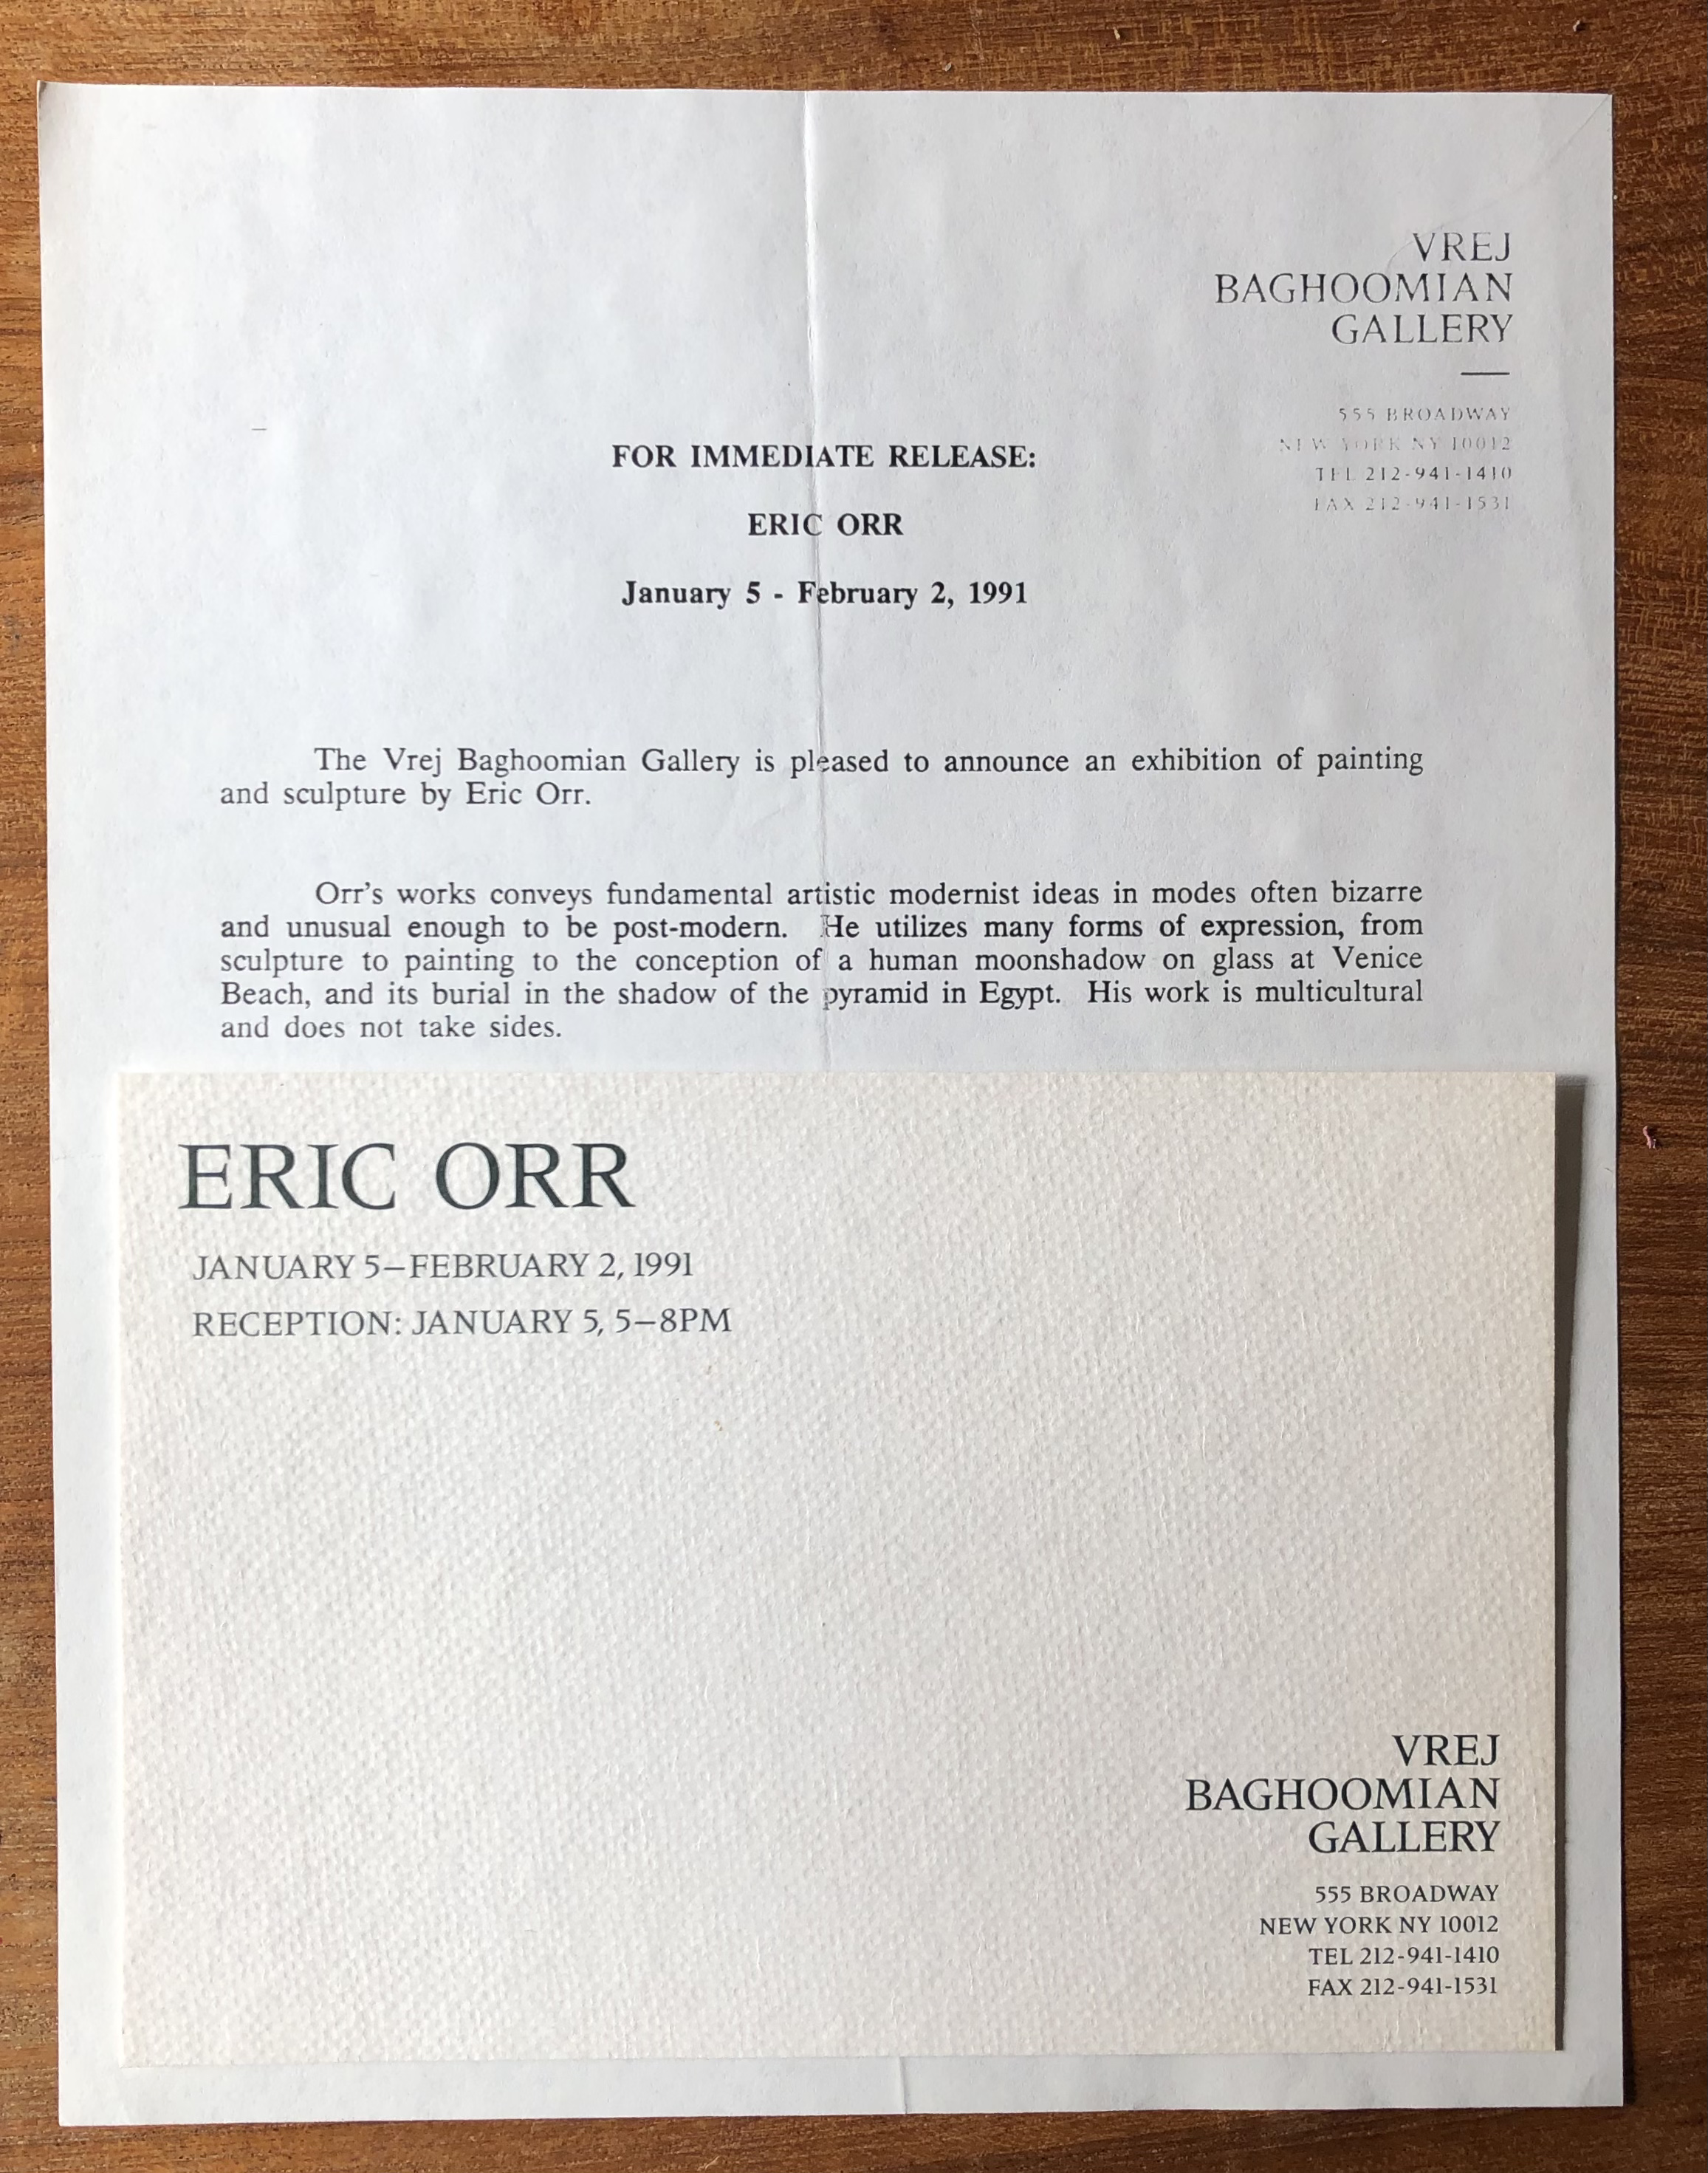 VREJ
BAGHOOMIAN
GALLERY
555 BROADWAY
NEW YORK NY 10012
TEL 212-941-1410
FAX 212-941-1531
FOR IMMEDIATE RELEASE:
ERIC ORR
January 5 - February 2, 1991
The Vrej Baghoomian Gallery is pleased to announce an exhibition of painting
and sculpture by Eric Orr.
Orr's works conveys fundamental artistic modernist ideas in modes often bizarre
and unusual enough to be post-modern. He utilizes many forms of expression, from
sculpture to painting to the conception of a human moonshadow on glass at Venice
Beach, and its burial in the shadow of the pyramid in Egypt. His work is multicultural
and does not take sides.
ERIC ORR
JANUARY 5–FEBRUARY 2, 1991
RECEPTION: JANUARY 5, 5–8PM
VREJ
BAGHOOMIAN
GALLERY
555 BROADWAY
NEW YORK NY 10012
TEL 212-941-1410
FAX 212-941-1531